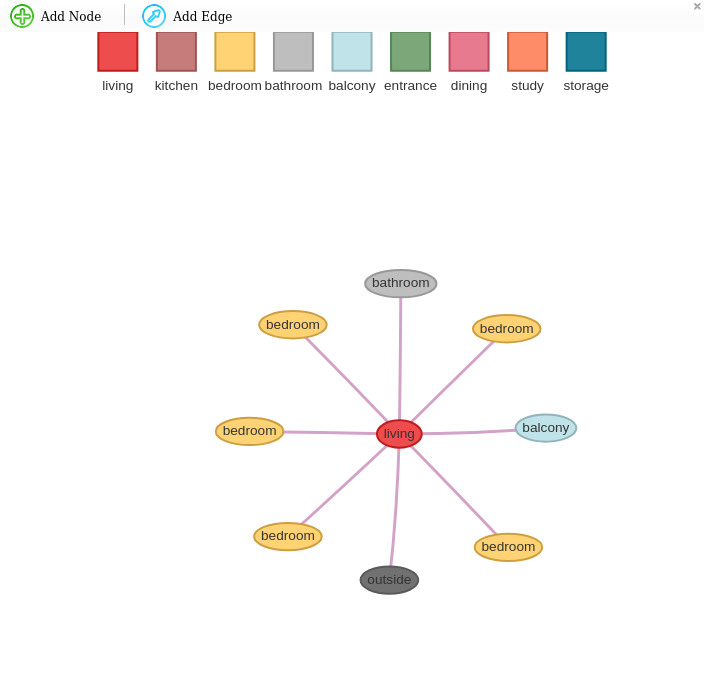 Add Node Add Edge
living kitchen bedroom bathroom balcony entrance dining study storage
bathroom
bedroom
bedroom
balcony
bedroom
living
bedroom
bedroom
outside